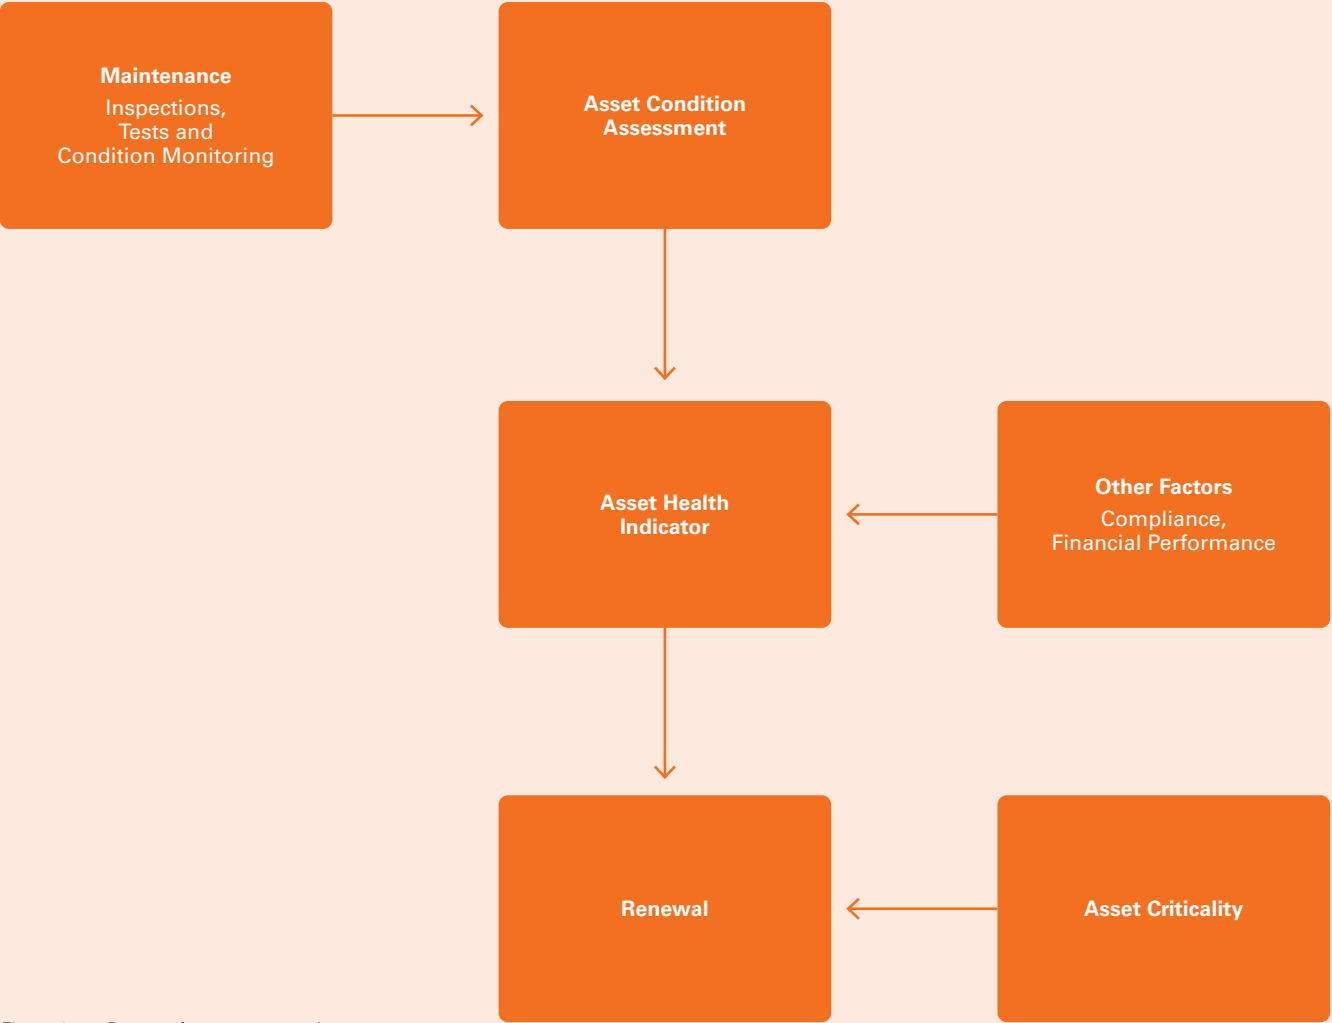 Maintenance
Inspections,
Tests and
Condition Monitoring
Asset Condition
Assessment
Asset Health
Indicator
Other Factors
Compliance,
Financial Performance
Renewal
Asset Criticality